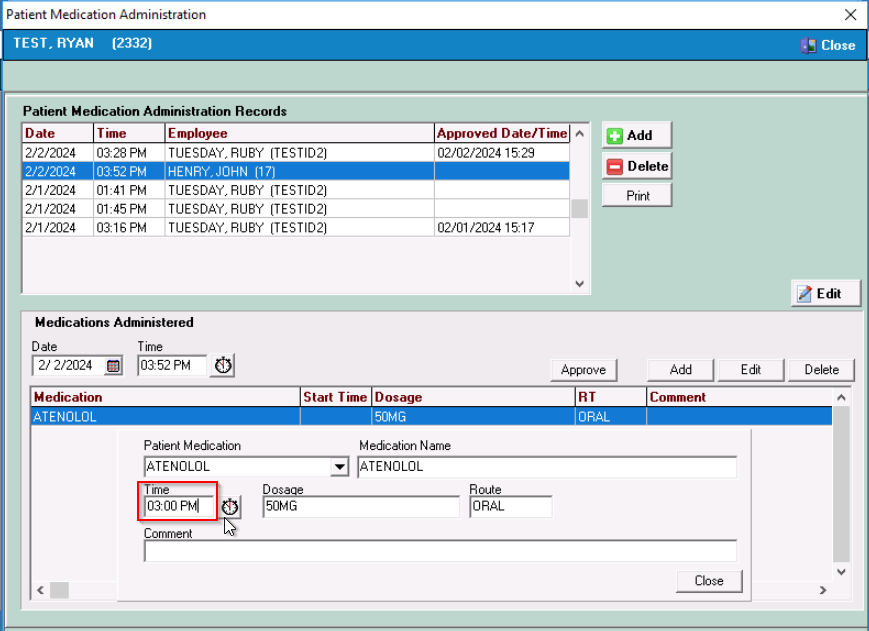 Patient Medication Administration
TEST, RYAN (2332) Close
Patient Medication Administration Records
Date Time Employee Approved Date/Time
2/2/2024 03:28 PM TUESDAY, RUBY (TESTID2) 02/02/2024 15:29
2/2/2024 03:52 PM HENRY, JOHN (17)
2/1/2024 01:41 PM TUESDAY, RUBY (TESTID2)
2/1/2024 01:45 PM TUESDAY, RUBY (TESTID2)
2/1/2024 03:16 PM TUESDAY, RUBY (TESTID2) 02/01/2024 15:17
Add
Delete
Print
Edit
Medications Administered
Date Time
2/ 2/2024 03:52 PM
Approve Add Edit Delete
Medication Start Time Dosage RT Comment
ATENOLOL 50MG ORAL
Patient Medication Medication Name
ATENOLOL ATENOLOL
Time Dosage Route
03:00 PM 50MG ORAL
Comment
Close